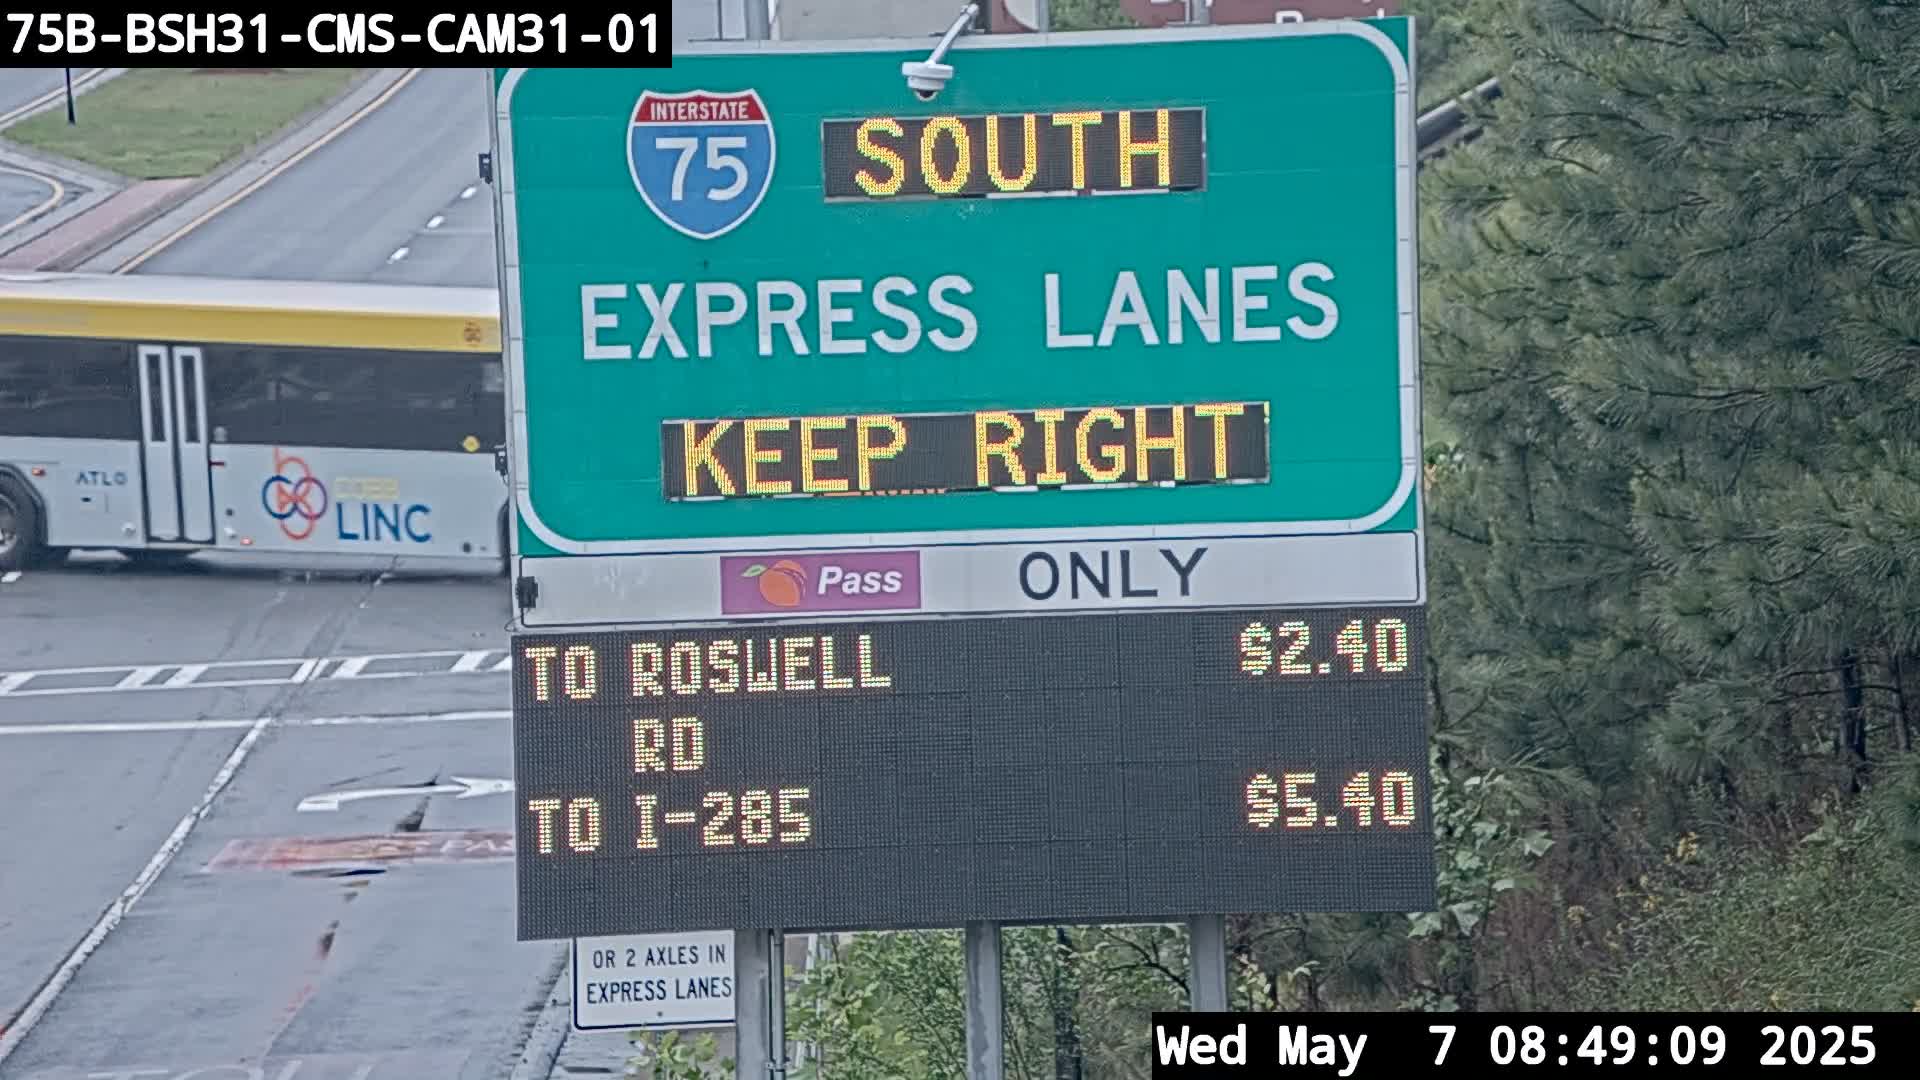 75B-BSH31-CMS-CAM31-01
INTERSTATE
75
SOUTH
EXPRESS LANES
KEEP RIGHT
Pass ONLY
TO ROSWELL $2.40
RD
TO I-285 $5.40
ATL
LINC
OR 2 AXLES IN
EXPRESS LANES
Wed May 7 08:49:09 2025